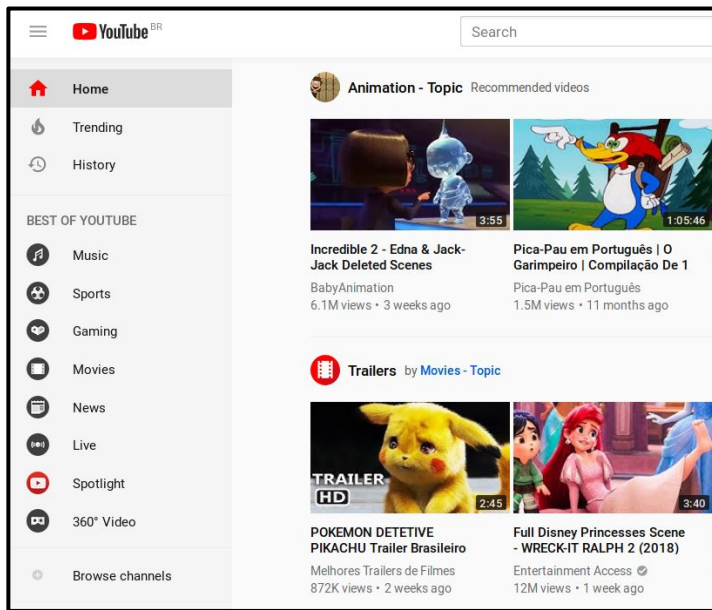 YouTube BR
Search
Home
Trending
History
BEST OF YOUTUBE
Music
Sports
Gaming
Movies
News
Live
Spotlight
360° Video
Browse channels
Animation - Topic Recommended videos
3:55
1:05:46
Incredible 2 - Edna & Jack-
Jack Deleted Scenes
BabyAnimation
6.1M views • 3 weeks ago
Pica-Pau em Português | O
Garimpeiro | Compilação De 1
Pica-Pau em Português
1.5M views • 11 months ago
Trailers by Movies - Topic
TRAILER
HD
2:45
3:40
POKEMON DETETIVE
PIKACHU Trailer Brasileiro
Melhores Trailers de Filmes
872K views • 2 weeks ago
Full Disney Princesses Scene
- WRECK-IT RALPH 2 (2018)
Entertainment Access
12M views • 1 week ago